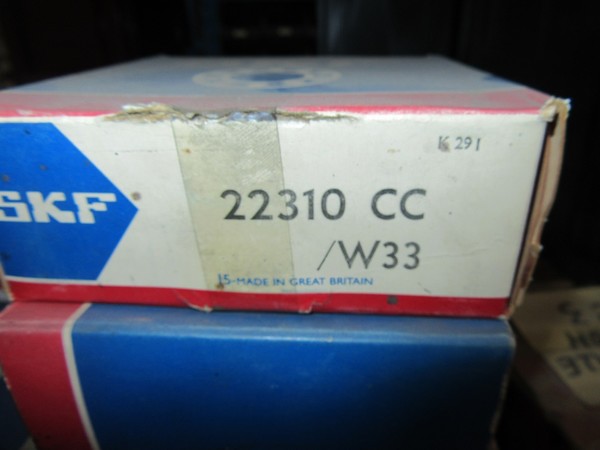 K 291
SKF
22310 CC
/W33
15-MADE IN GREAT BRITAIN